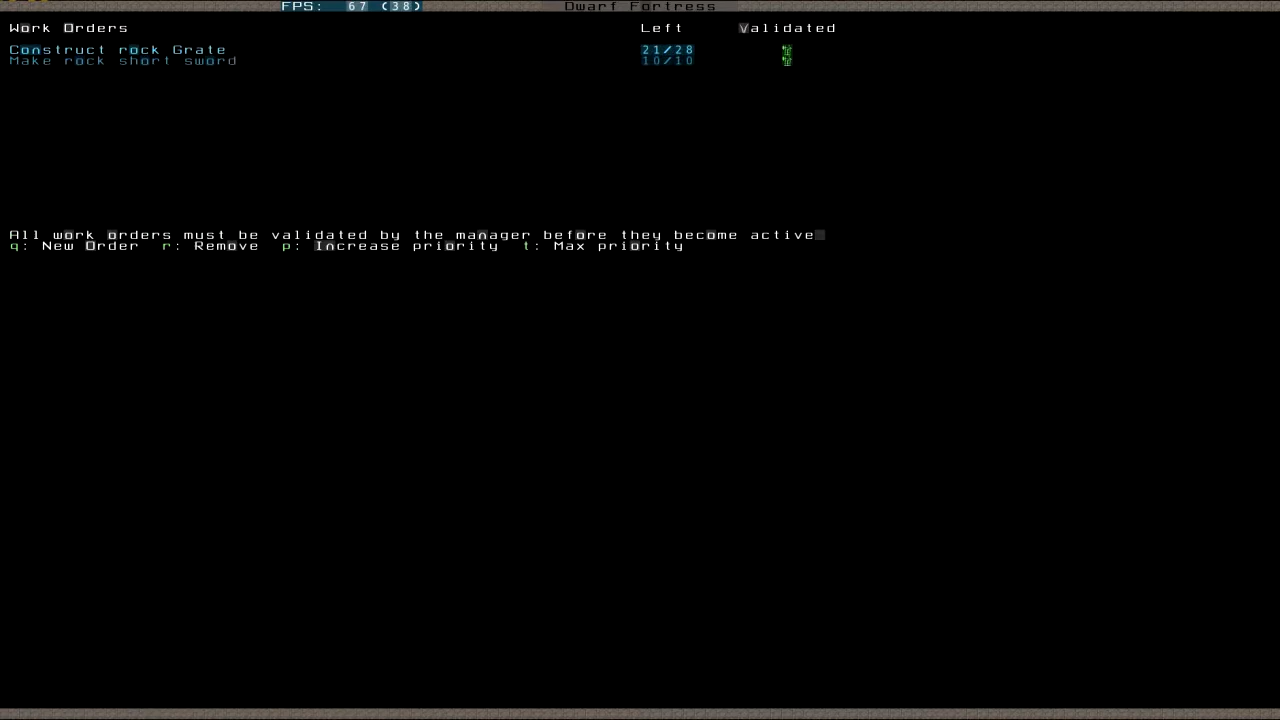 FPS: 67 (38) Dwarf Fortress
Work Orders Left Validated
Construct rock Grate 21/28
Make rock short sword 10/10
All work orders must be validated by the manager before they become active
q: New Order r: Remove p: Increase priority t: Max priority